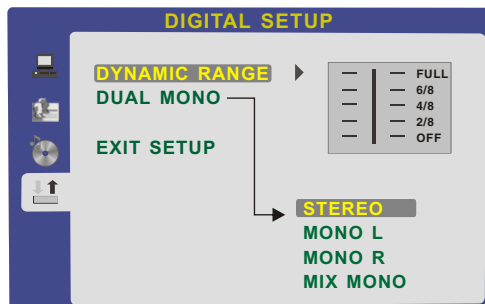 DIGITAL SETUP
DYNAMIC RANGE
DUAL MONO
EXIT SETUP
FULL
6/8
4/8
2/8
OFF
STEREO
MONO L
MONO R
MIX MONO